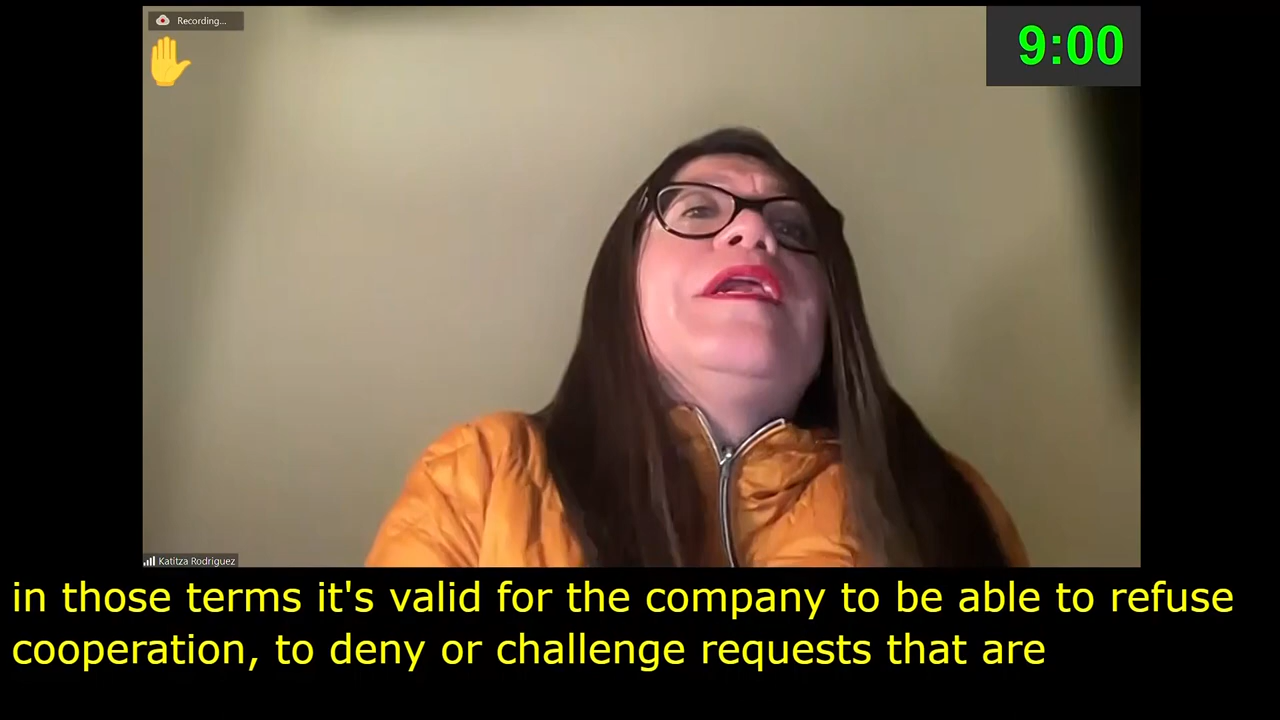 Recording...
9:00
Katitza Rodriguez
in those terms it's valid for the company to be able to refuse
cooperation, to deny or challenge requests that are